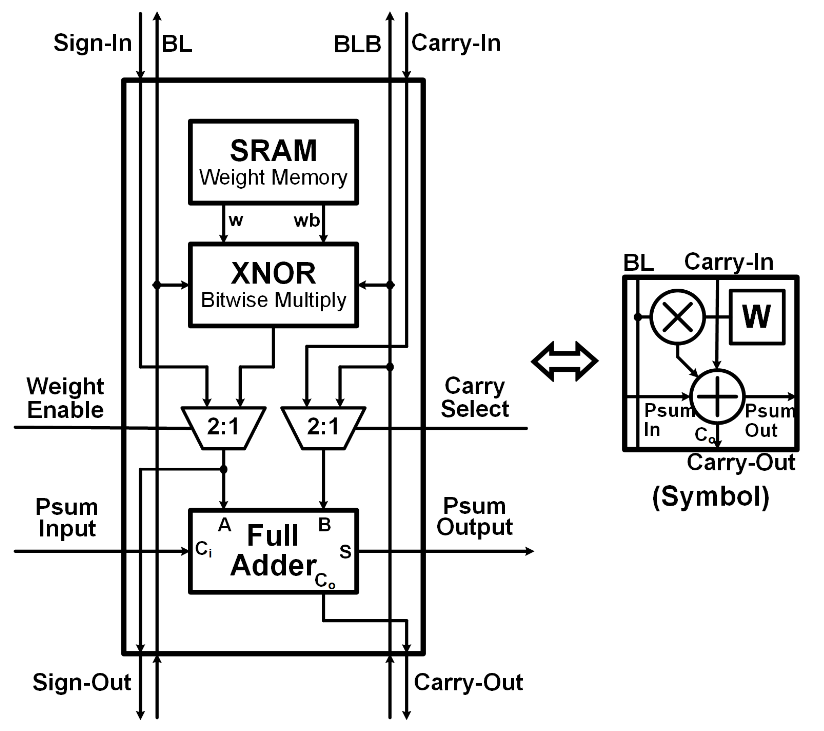 Sign-In
BL
BLB
Carry-In
SRAM
Weight Memory
w
wb
XNOR
Bitwise Multiply
Weight
Enable
2:1
2:1
Carry
Select
Psum
Input
A
B
Full
Adder
Ci
S
Co
Psum
Output
Sign-Out
Carry-Out
BL
Carry-In
W
Psum
In
Co
Psum
Out
Carry-Out
(Symbol)